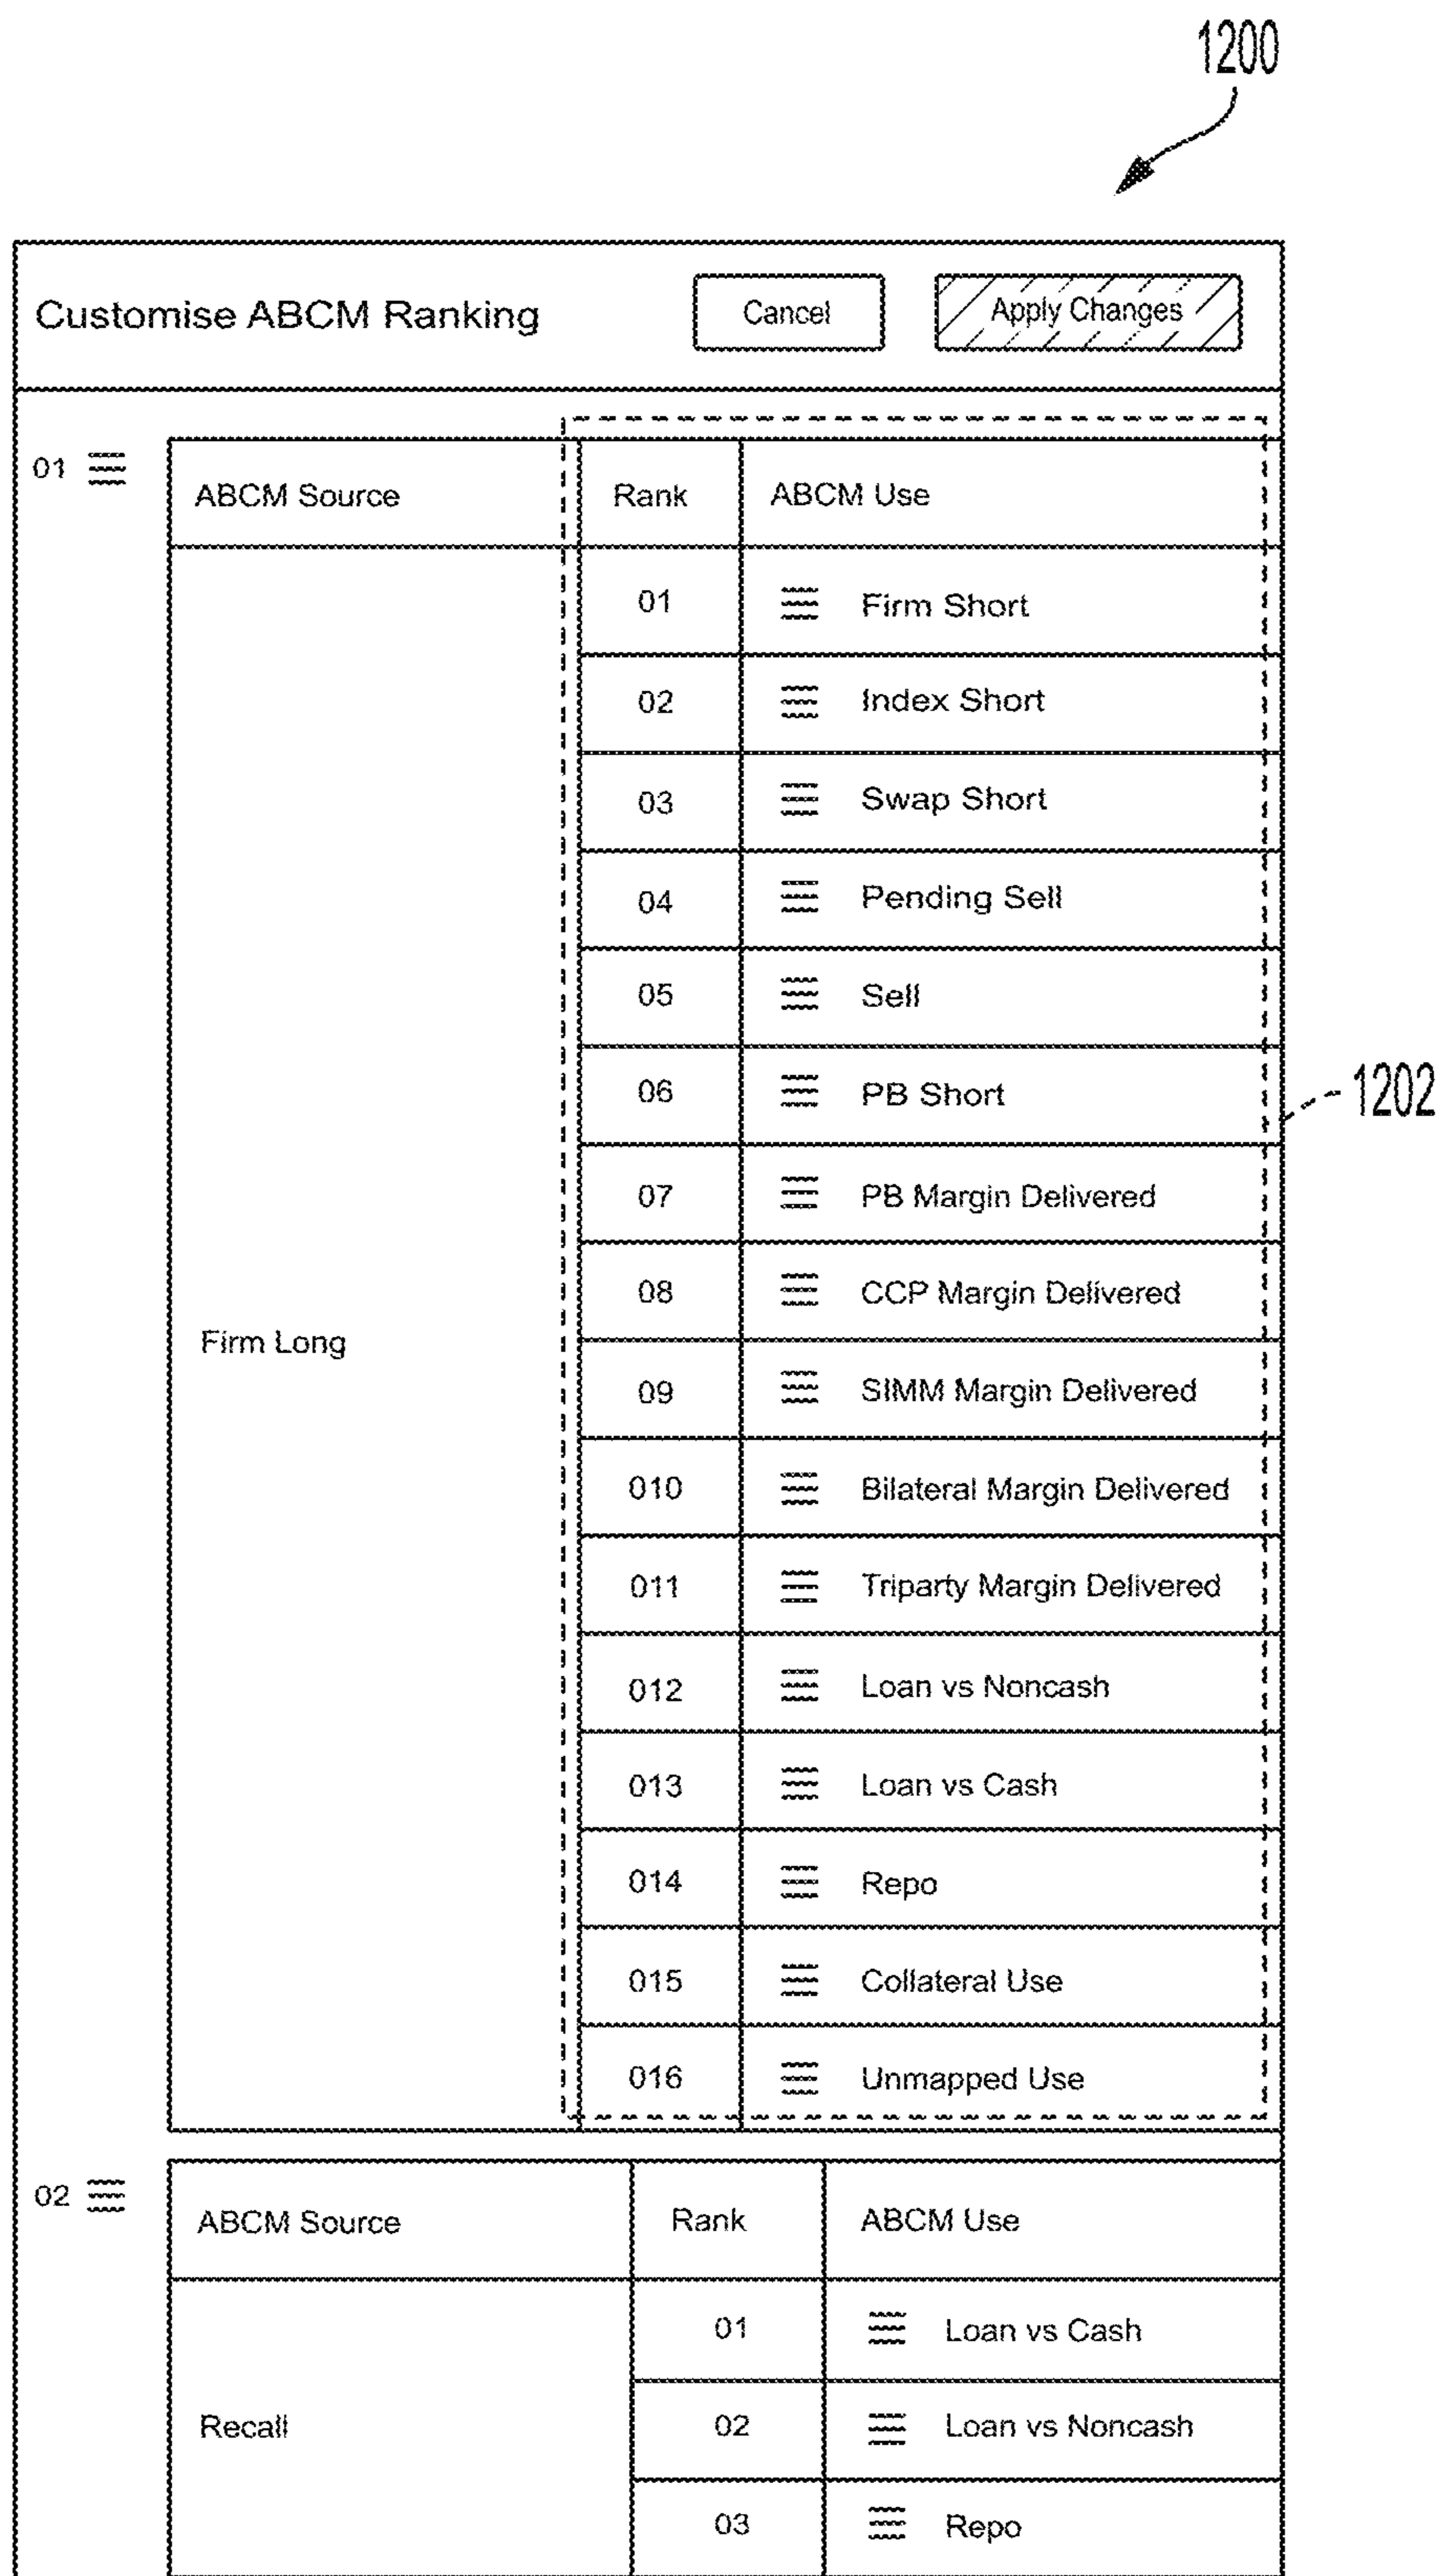 1200
Customise ABCM Ranking Cancel Apply Changes
01 ABCM Source Rank ABCM Use
01 Firm Short
02 Index Short
03 Swap Short
04 Pending Sell
05 Sell
06 PB Short
1202
07 PB Margin Delivered
08 CCP Margin Delivered
Firm Long
09 SIMM Margin Delivered
010 Bilateral Margin Delivered
011 Triparty Margin Delivered
012 Loan vs Noncash
013 Loan vs Cash
014 Repo
015 Collateral Use
016 Unmapped Use
02 ABCM Source Rank ABCM Use
01 Loan vs Cash
Recall 02 Loan vs Noncash
03 Repo